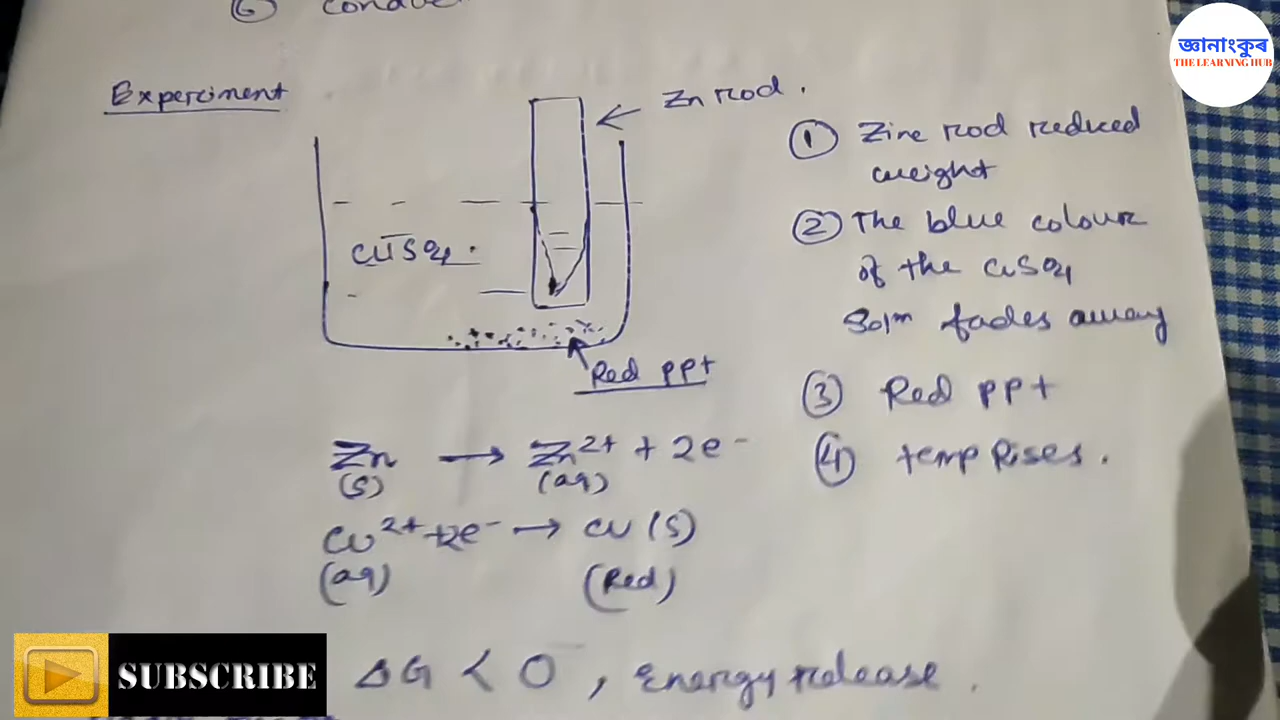 ⑥ Conduc
জ্ঞানাংকুৰ
THE LEARNING HUB
Experiment
Zn rod.
CuSO4.
Red ppt
① Zinc rod reduced
weight
② The blue colour
of the CuSO4
Solⁿ fades away
③ Red ppt
④ temp Rises.
Zn → Zn²⁺ + 2e⁻
(s) (aq)
Cu²⁺ + 2e⁻ → Cu (s)
(aq) (Red)
ΔG < 0, Energy release.
SUBSCRIBE